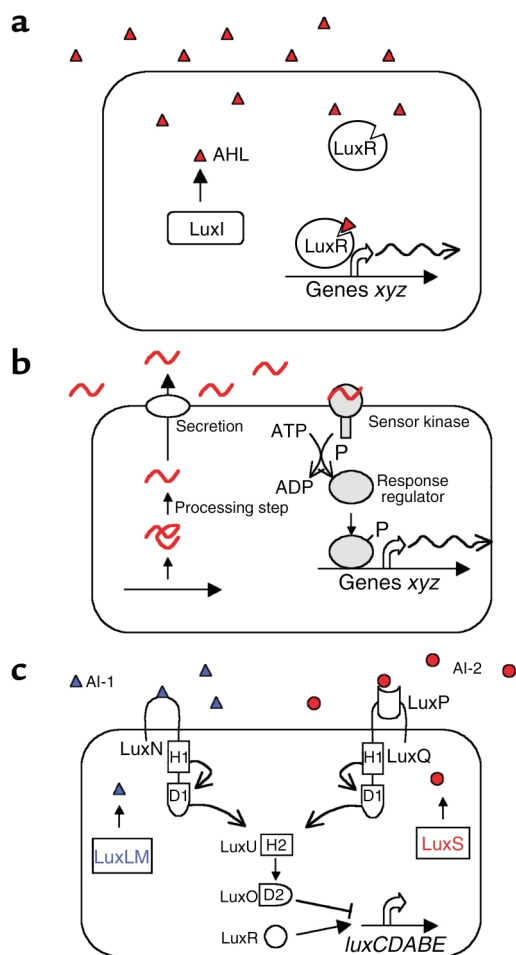 a
AHL
LuxR
LuxI
LuxR
Genes xyz
b
Secretion
Sensor kinase
ATP
P
ADP
Response
regulator
Processing step
P
Genes xyz
c
AI-1
AI-2
LuxP
LuxN
H1
H1
LuxQ
D1
D1
LuxLM
LuxU H2
LuxS
LuxO D2
LuxR
luxCDABE